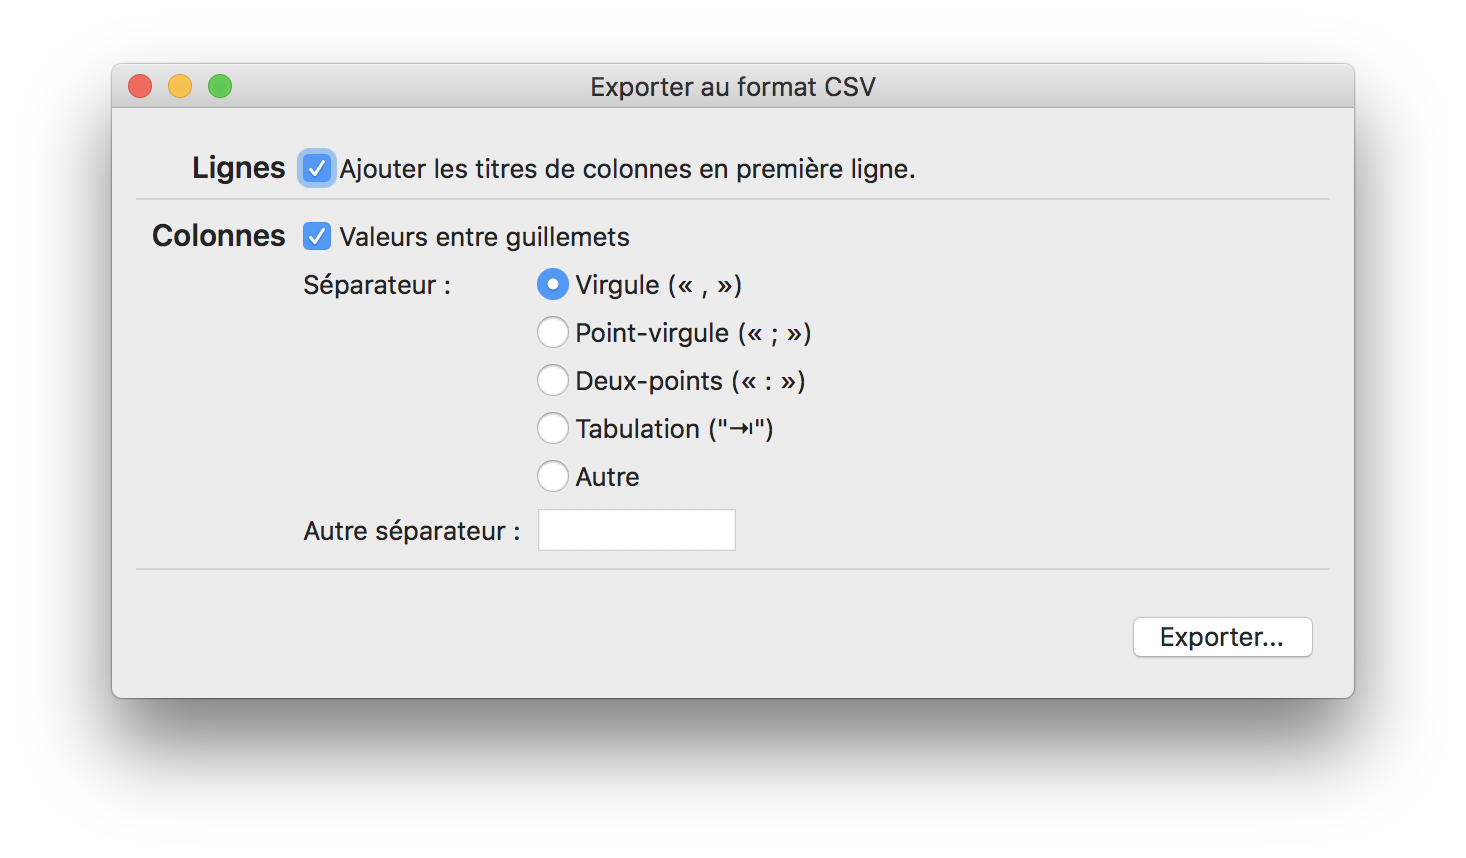 Exporter au format CSV
Lignes Ajouter les titres de colonnes en première ligne.
Colonnes Valeurs entre guillemets
Séparateur : Virgule (« , »)
Point-virgule (« ; »)
Deux-points (« : »)
Tabulation ("⇥")
Autre
Autre séparateur :
Exporter...